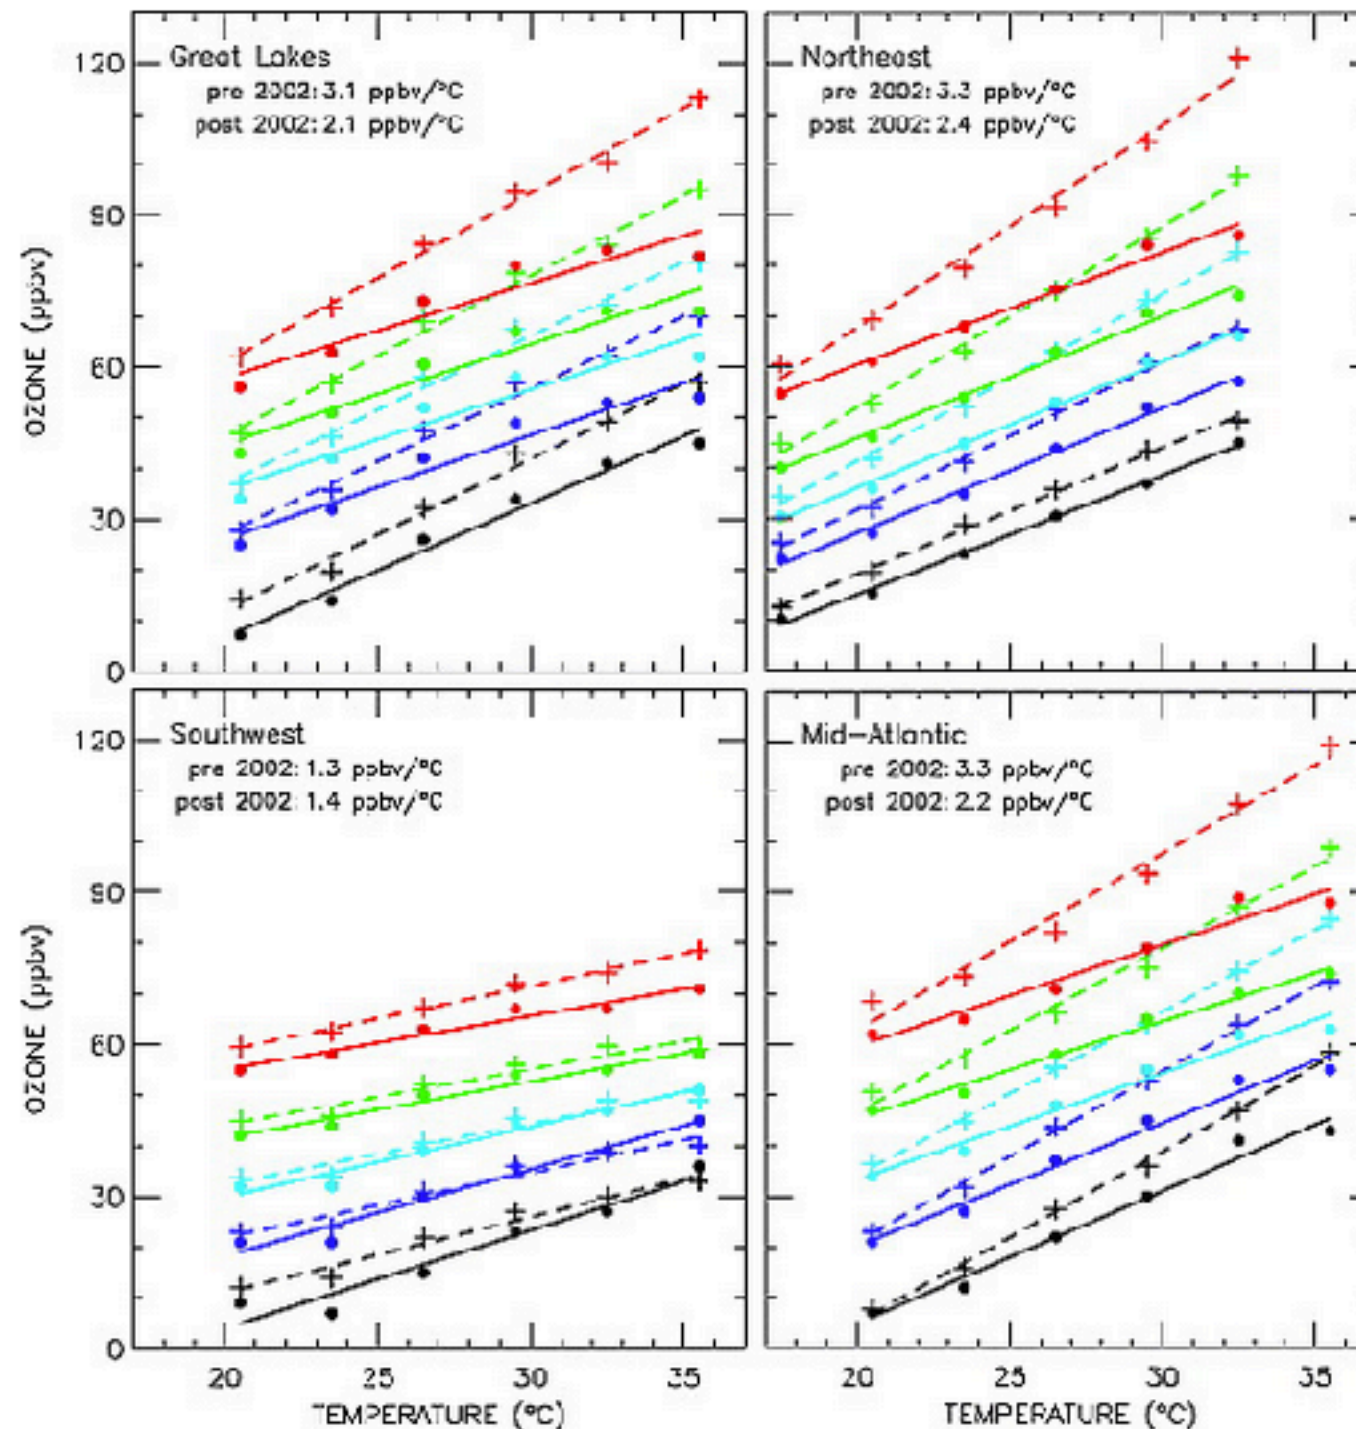 Great Lakes
pre 2002: 3.1 ppbv/°C
post 2002: 2.1 ppbv/°C
Northeast
pre 2002: 3.3 ppbv/°C
post 2002: 2.4 ppbv/°C
120
90
60
30
0
OZONE (ppbv)
Southwest
pre 2002: 1.3 ppbv/°C
post 2002: 1.4 ppbv/°C
Mid-Atlantic
pre 2002: 3.3 ppbv/°C
post 2002: 2.2 ppbv/°C
120
90
60
30
0
OZONE (ppbv)
20 25 30 35
20 25 30 35
TEMPERATURE (°C)
TEMPERATURE (°C)